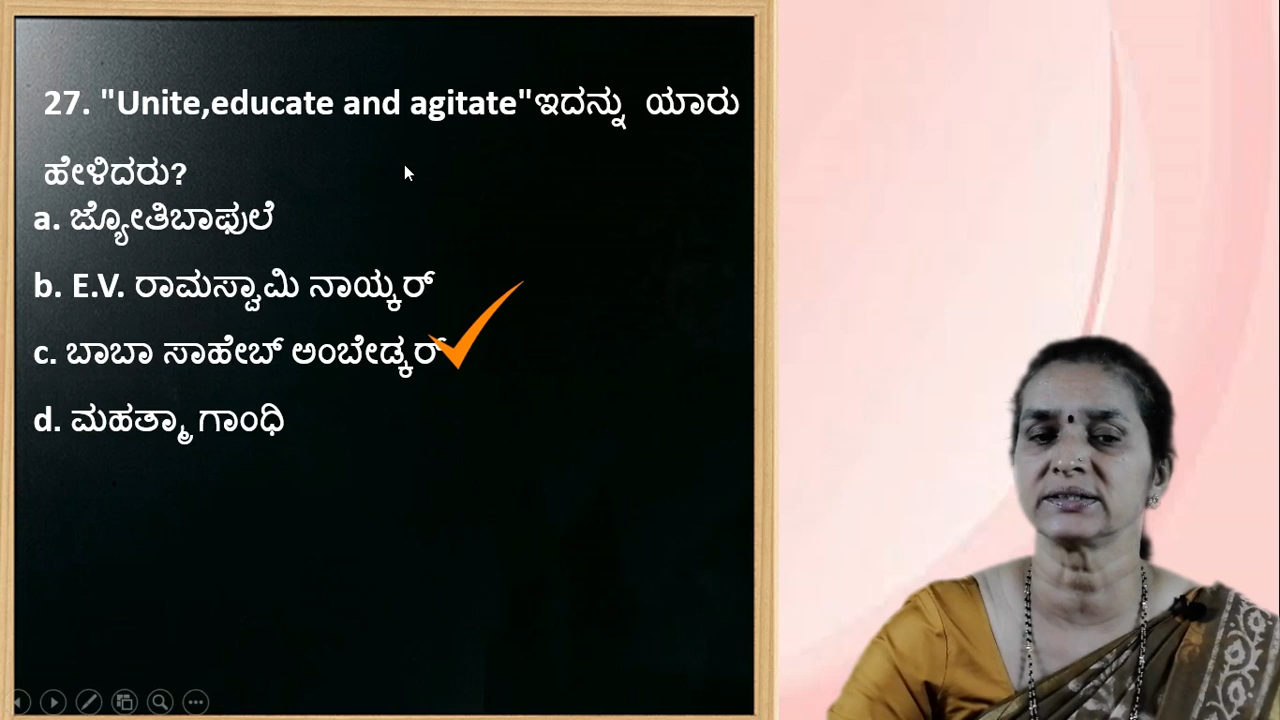 27. "Unite,educate and agitate"ಇದನ್ನು ಯಾರು
ಹೇಳಿದರು?
a. ಜ್ಯೋತಿಬಾಫುಲೆ
b. E.V. ರಾಮಸ್ವಾಮಿ ನಾಯ್ಕರ್
c. ಬಾಬಾ ಸಾಹೇಬ್ ಅಂಬೇಡ್ಕರ್
d. ಮಹತ್ಮಾ ಗಾಂಧಿ